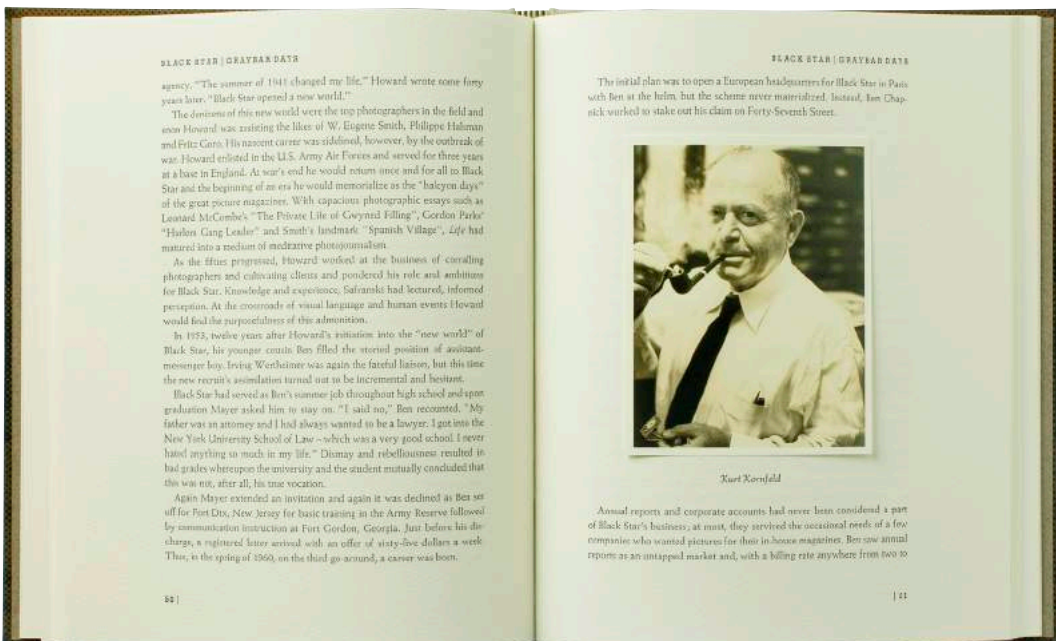 BLACK STAR | GRAYBAR DAYS
agency. "The summer of 1941 changed my life," Howard wrote some forty
years later. "Black Star opened a new world."
The denizens of this new world were the top photographers in the field and
soon Howard was assisting the likes of W. Eugene Smith, Philippe Halsman
and Fritz Goro. His nascent career was sidelined, however, by the outbreak of
war. Howard enlisted in the U.S. Army Air Forces and served for three years
at a base in England. At war's end he would return once and for all to Black
Star and the beginning of an era he would memorialize as the "halcyon days"
of the great picture magazines. With capacious photographic essays such as
Leonard McCombe's "The Private Life of Gwyned Filling", Gordon Parks'
"Harlem Gang Leader" and Smith's landmark "Spanish Village", Life had
matured into a medium of meditative photojournalism.
As the fifties progressed, Howard worked at the business of corralling
photographers and cultivating clients and pondered his role and ambitions
for Black Star. Knowledge and experience, Safranski had lectured, informed
perception. At the crossroads of visual language and human events Howard
would find the purposefulness of this admonition.
In 1953, twelve years after Howard's initiation into the "new world" of
Black Star, his younger cousin Ben filled the storied position of assistant-
messenger boy. Irving Wertheimer was again the fateful liaison, but this time
the new recruit's assimilation turned out to be incremental and hesitant.
Black Star had served as Ben's summer job throughout high school and upon
graduation Mayer asked him to stay on. "I said no," Ben recounted. "My
father was an attorney and I had always wanted to be a lawyer. I got into the
New York University School of Law – which was a very good school. I never
hated anything so much in my life." Dismay and rebelliousness resulted in
bad grades whereupon the university and the student mutually concluded that
this was not, after all, his true vocation.
Again Mayer extended an invitation and again it was declined as Ben set
off for Fort Dix, New Jersey for basic training in the Army Reserve followed
by communication instruction at Fort Gordon, Georgia. Just before his dis-
charge, a registered letter arrived with an offer of sixty-five dollars a week.
Thus, in the spring of 1960, on the third go-around, a career was born.
BLACK STAR | GRAYBAR DAYS
The initial plan was to open a European headquarters for Black Star in Paris
with Ben at the helm, but the scheme never materialized. Instead, Ben Chap-
nick worked to stake out his claim on Forty-Seventh Street.
Kurt Kornfeld
Annual reports and corporate accounts had never been considered a part
of Black Star's business; at most, they serviced the occasional needs of a few
companies who wanted pictures for their in-house magazines. Ben saw annual
reports as an untapped market and, with a billing rate anywhere from two to